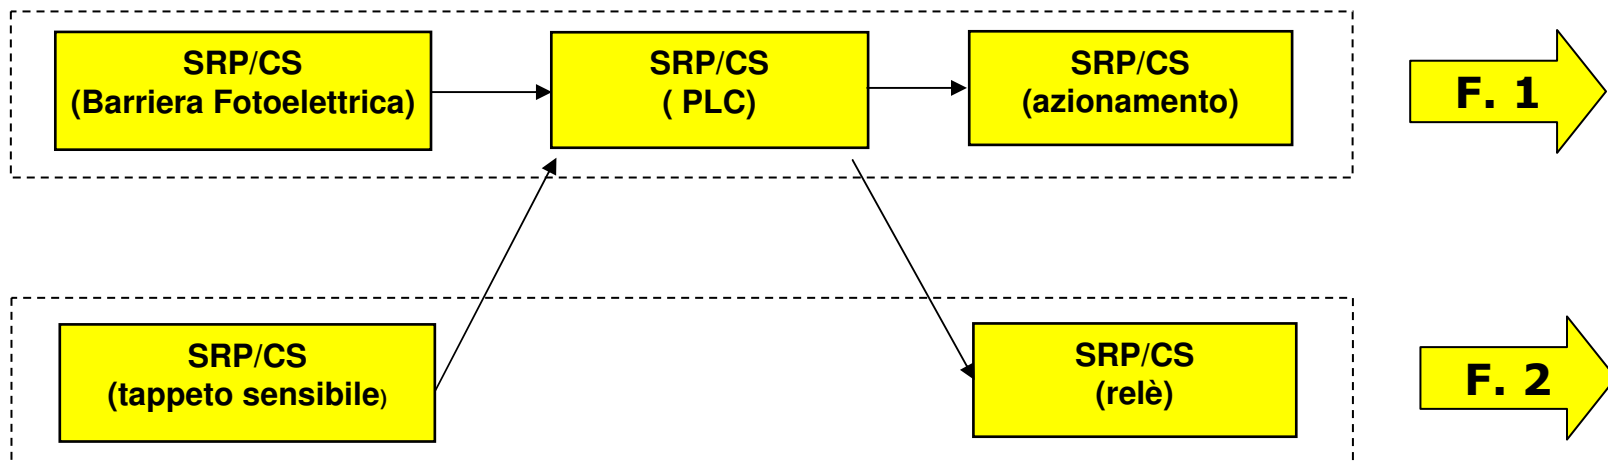 SRP/CS
(Barriera Fotoelettrica)
SRP/CS
( PLC)
SRP/CS
(azionamento)
F. 1
SRP/CS
(tappeto sensibile)
SRP/CS
(relè)
F. 2